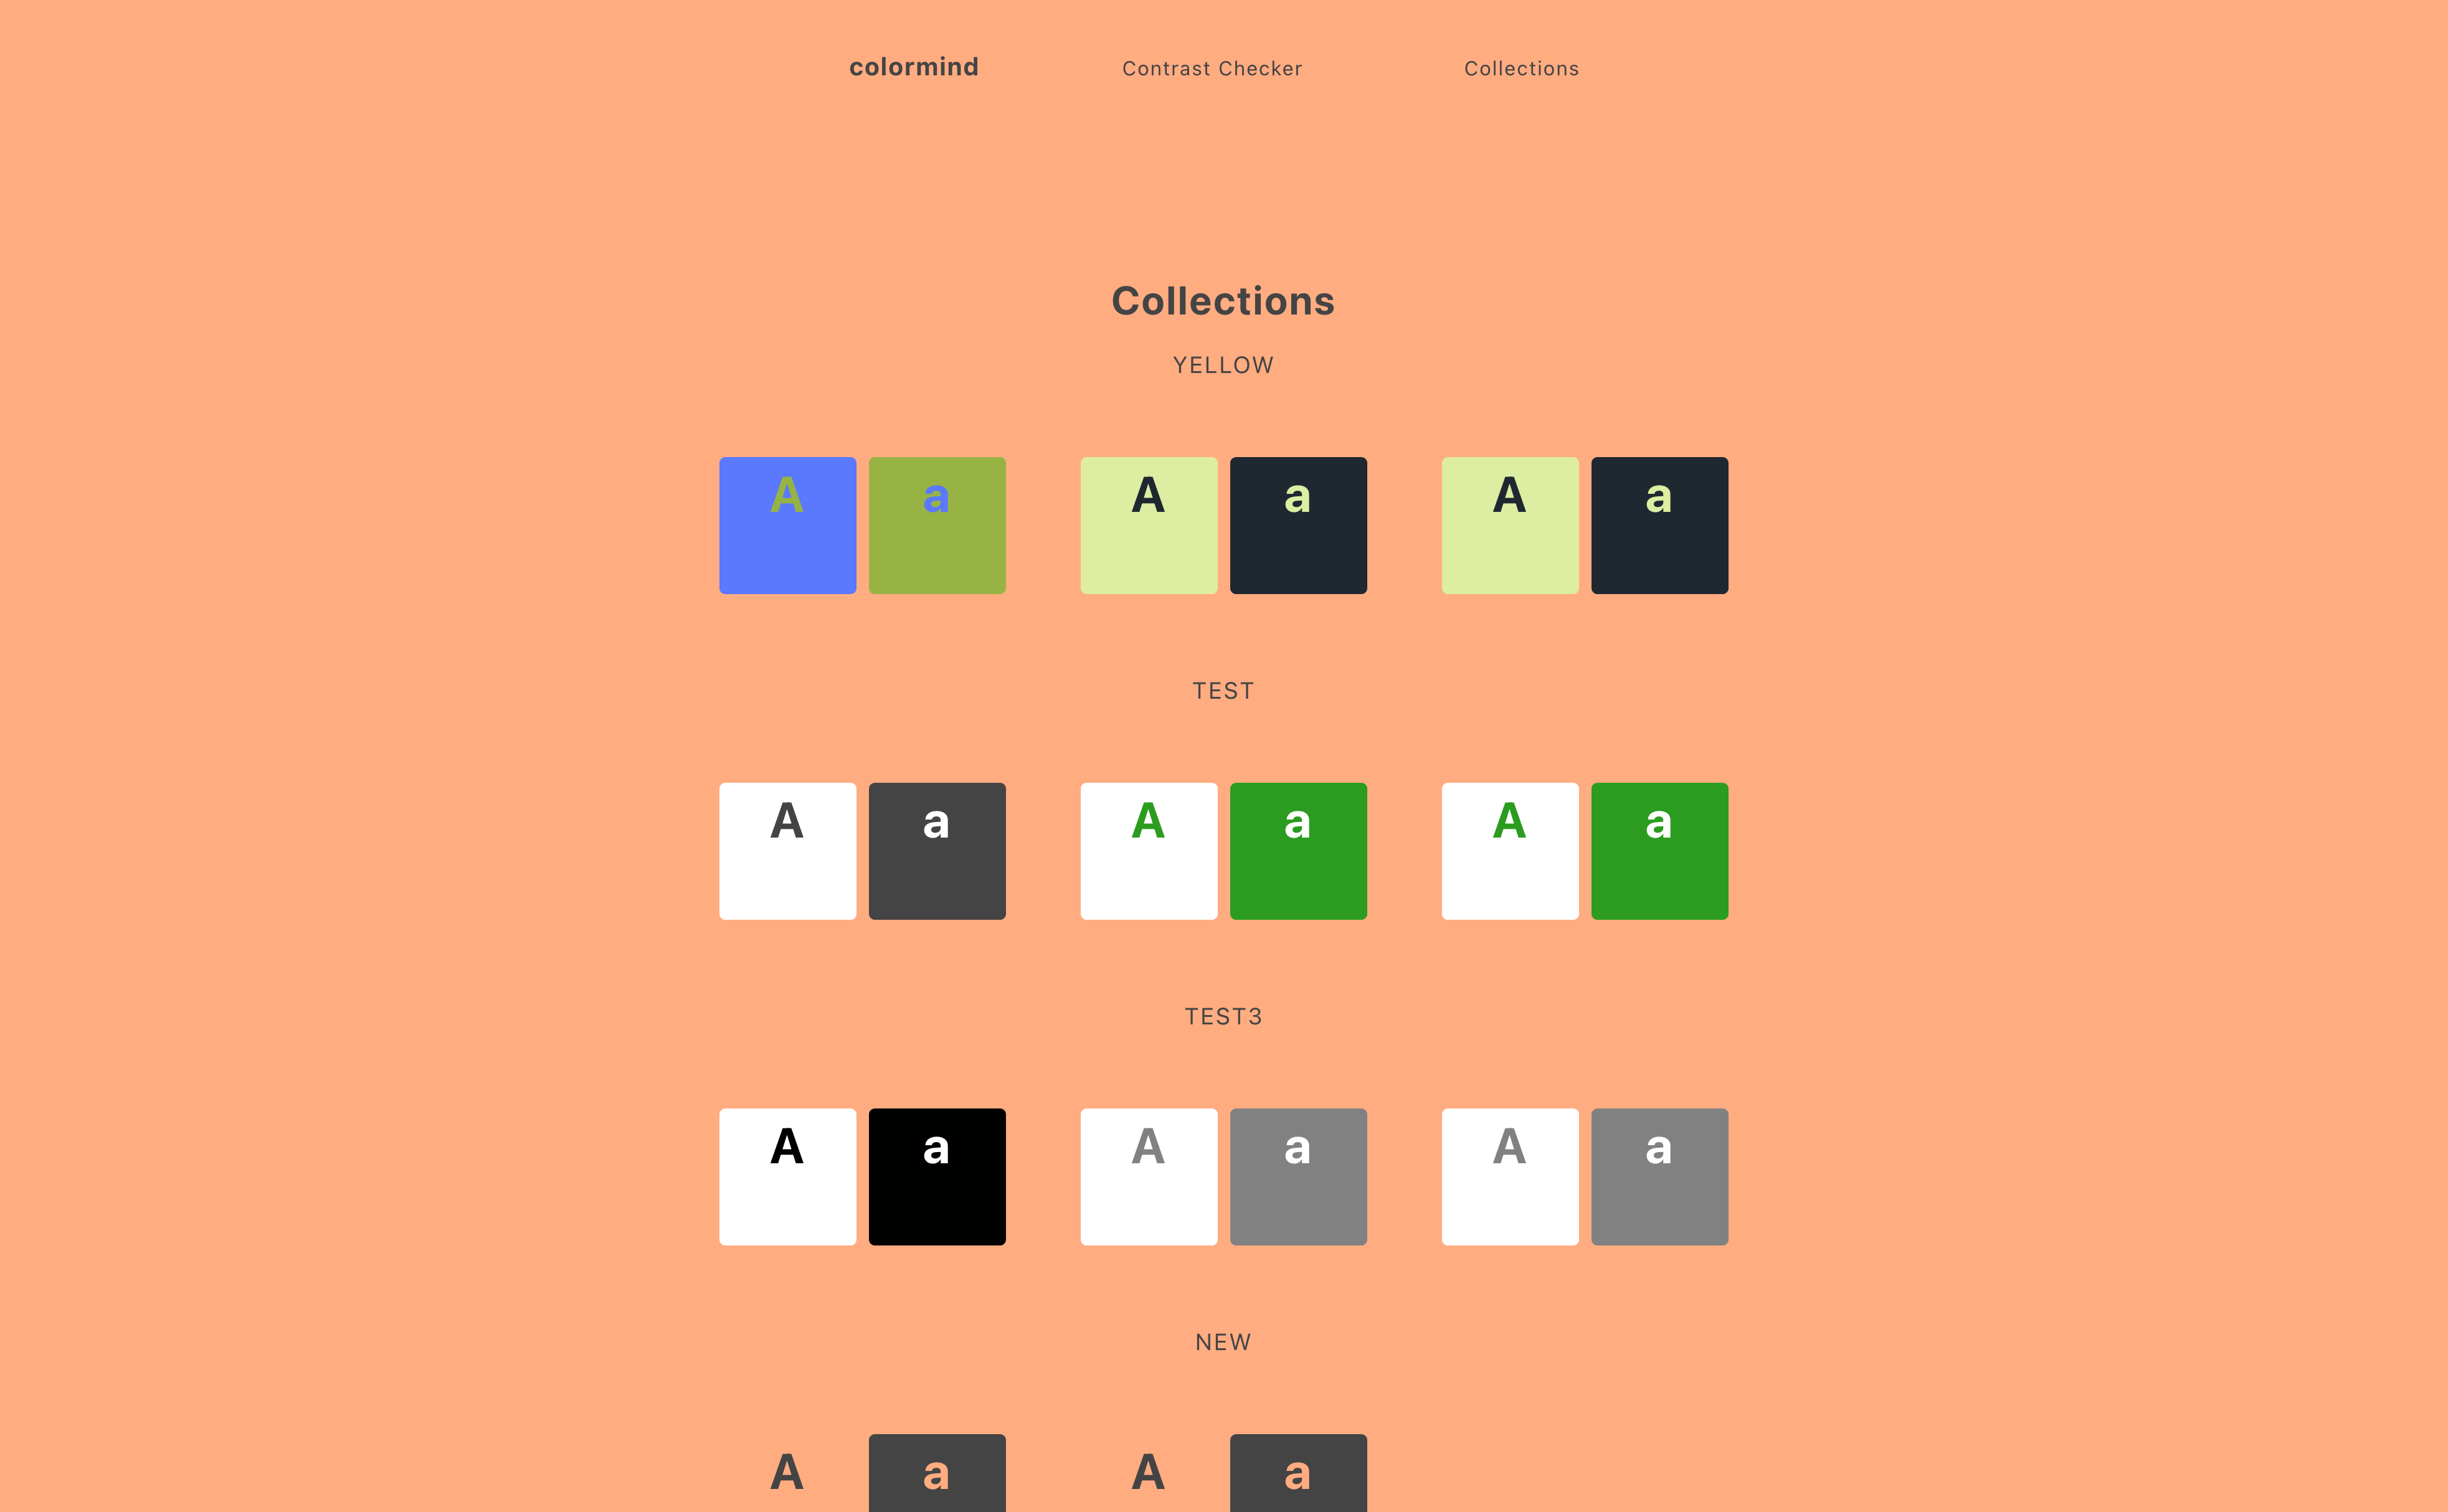 colormind Contrast Checker Collections
Collections
YELLOW
A a A a A a
TEST
A a A a A a
TEST3
A a A a A a
NEW
A a A a